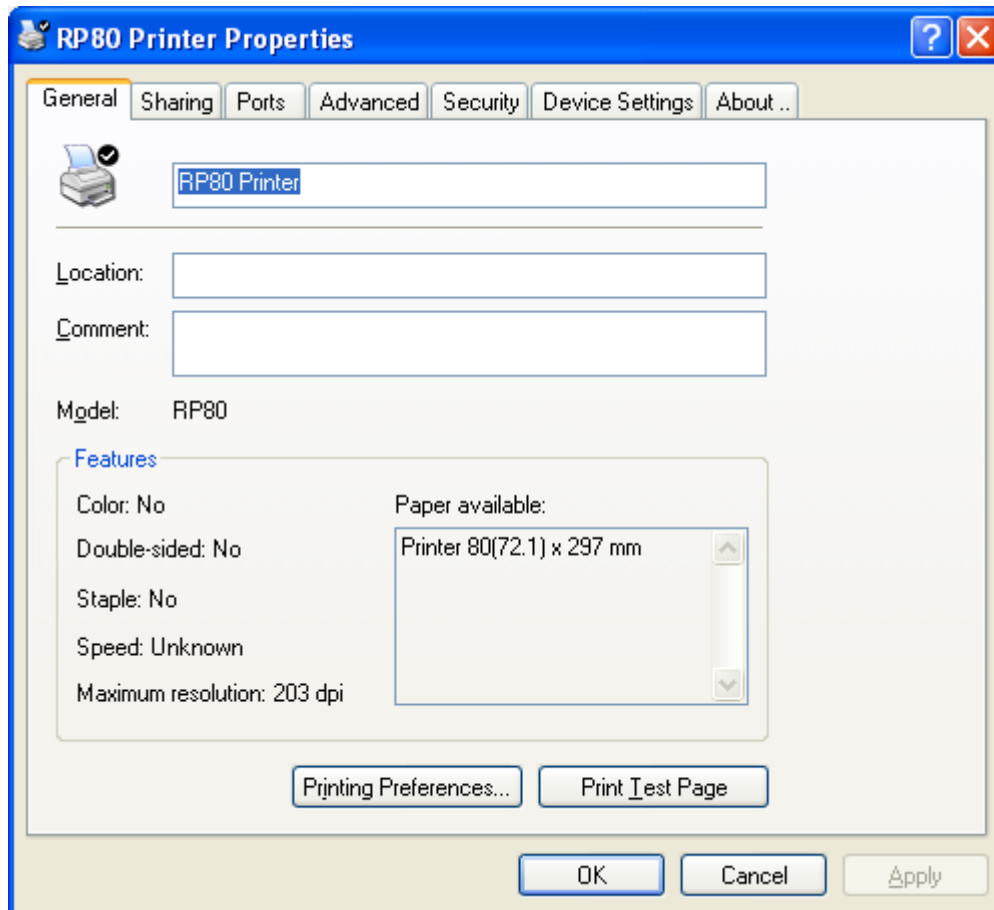 RP80 Printer Properties
General Sharing Ports Advanced Security Device Settings About ..
RP80 Printer
Location:
Comment:
Model: RP80
Features
Color: No
Paper available:
Double-sided: No
Printer 80(72.1) x 297 mm
Staple: No
Speed: Unknown
Maximum resolution: 203 dpi
Printing Preferences... Print Test Page
OK Cancel Apply